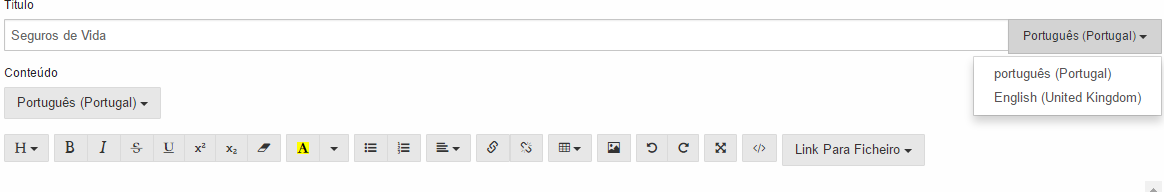 Título
Seguros de Vida
Português (Portugal)
português (Portugal)
English (United Kingdom)
Conteúdo
Português (Portugal)
H B I S U x² x₂ A Link Para Ficheiro